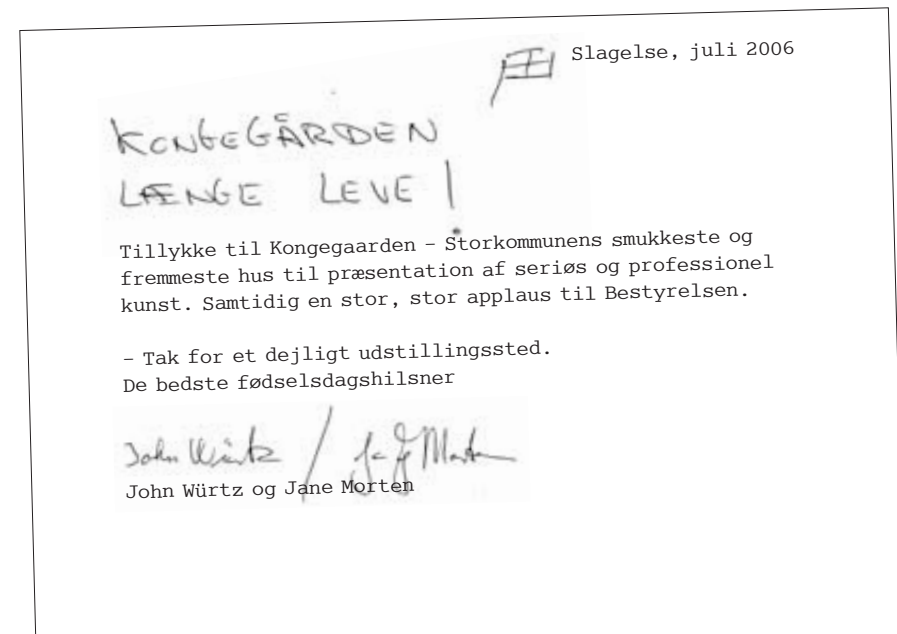 Slagelse, juli 2006
KONGEGÅRDEN
LÆNGE LEVE!
Tillykke til Kongegaarden – Storkommunens smukkeste og
fremmeste hus til præsentation af seriøs og professionel
kunst. Samtidig en stor, stor applaus til Bestyrelsen.
– Tak for et dejligt udstillingssted.
De bedste fødselsdagshilsner
John Würtz /
John Würtz og Jane Morten